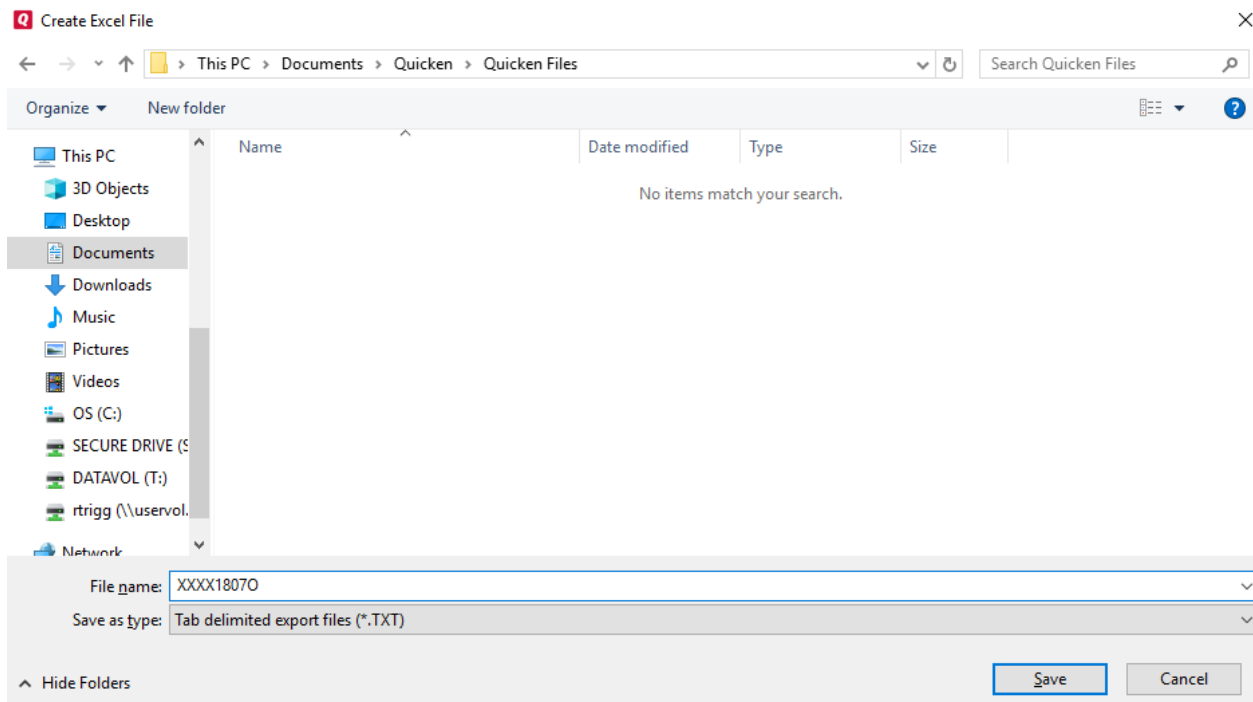 Create Excel File
This PC > Documents > Quicken > Quicken Files
Search Quicken Files
Organize
New folder
Name
Date modified
Type
Size
No items match your search.
This PC
3D Objects
Desktop
Documents
Downloads
Music
Pictures
Videos
OS (C:)
SECURE DRIVE (S
DATAVOL (T:)
rtrigg (\\uservol.
Network
File name: XXXX1807O
Save as type: Tab delimited export files (*.TXT)
Hide Folders
Save
Cancel